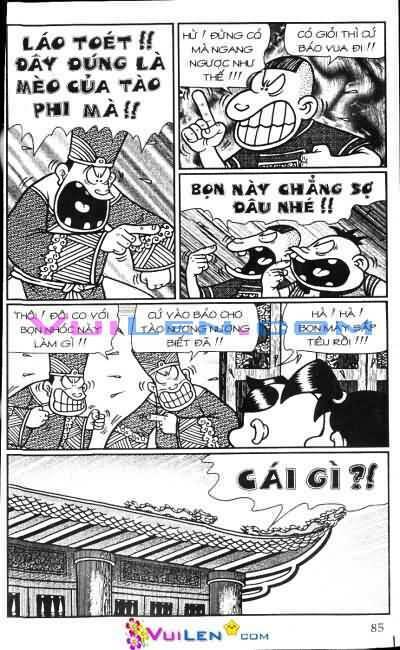 LÁO TOÉT!!
ĐÂY ĐÚNG LÀ
MÈO CỦA TÀO
PHI MÀ!!
HỪ! ĐỪNG CÓ
MÀ NGANG
NGƯỢC NHƯ
THẾ!!!
CÓ GIỎI THÌ CỨ
BÁO VUA ĐI!!
BỌN NÀY CHẲNG SỢ
ĐÂU NHÉ!!
THÔI! ĐÔI CO VỚI
BỌN NHÓC NÀY
LÀM GÌ!!
CỨ VÀO BÁO CHO
TÀO NƯƠNG NƯƠNG
BIẾT ĐÃ!!
HÀ! HÀ!
BỌN MÀY SẮP
TIÊU RỒI!!!
CÁI GÌ?!
85
VUILEN.COM